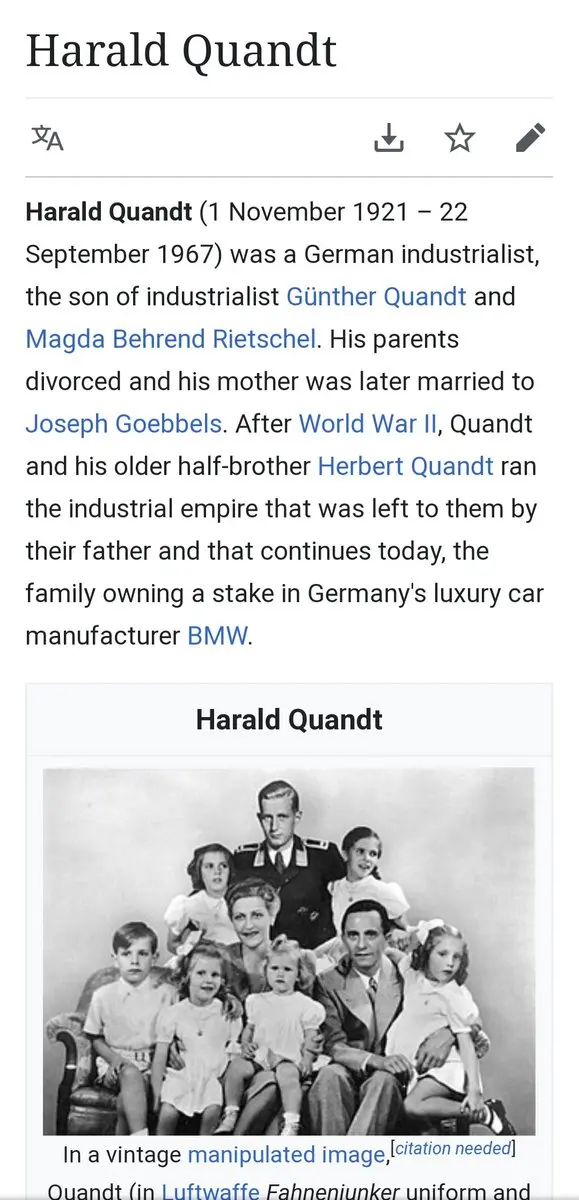 Harald Quandt
Harald Quandt (1 November 1921 – 22
September 1967) was a German industrialist,
the son of industrialist Günther Quandt and
Magda Behrend Rietschel. His parents
divorced and his mother was later married to
Joseph Goebbels. After World War II, Quandt
and his older half-brother Herbert Quandt ran
the industrial empire that was left to them by
their father and that continues today, the
family owning a stake in Germany's luxury car
manufacturer BMW.
Harald Quandt
In a vintage manipulated image,[citation needed]
Quandt (in Luftwaffe Fahnenjunker uniform and